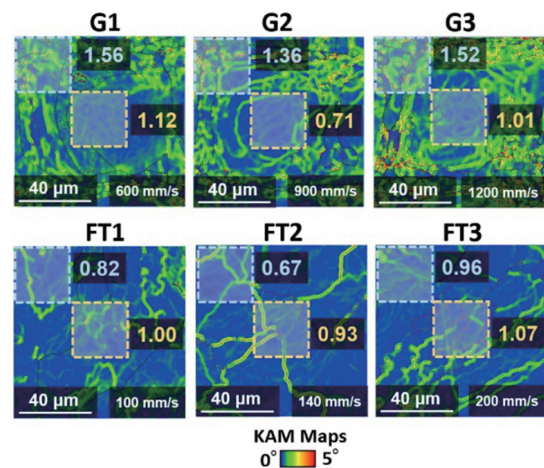 G1 G2 G3
1.56 1.36 1.52
1.12 0.71 1.01
40 µm 600 mm/s 40 µm 900 mm/s 40 µm 1200 mm/s
FT1 FT2 FT3
0.82 0.67 0.96
1.00 0.93 1.07
40 µm 100 mm/s 40 µm 140 mm/s 40 µm 200 mm/s
KAM Maps
0° 5°